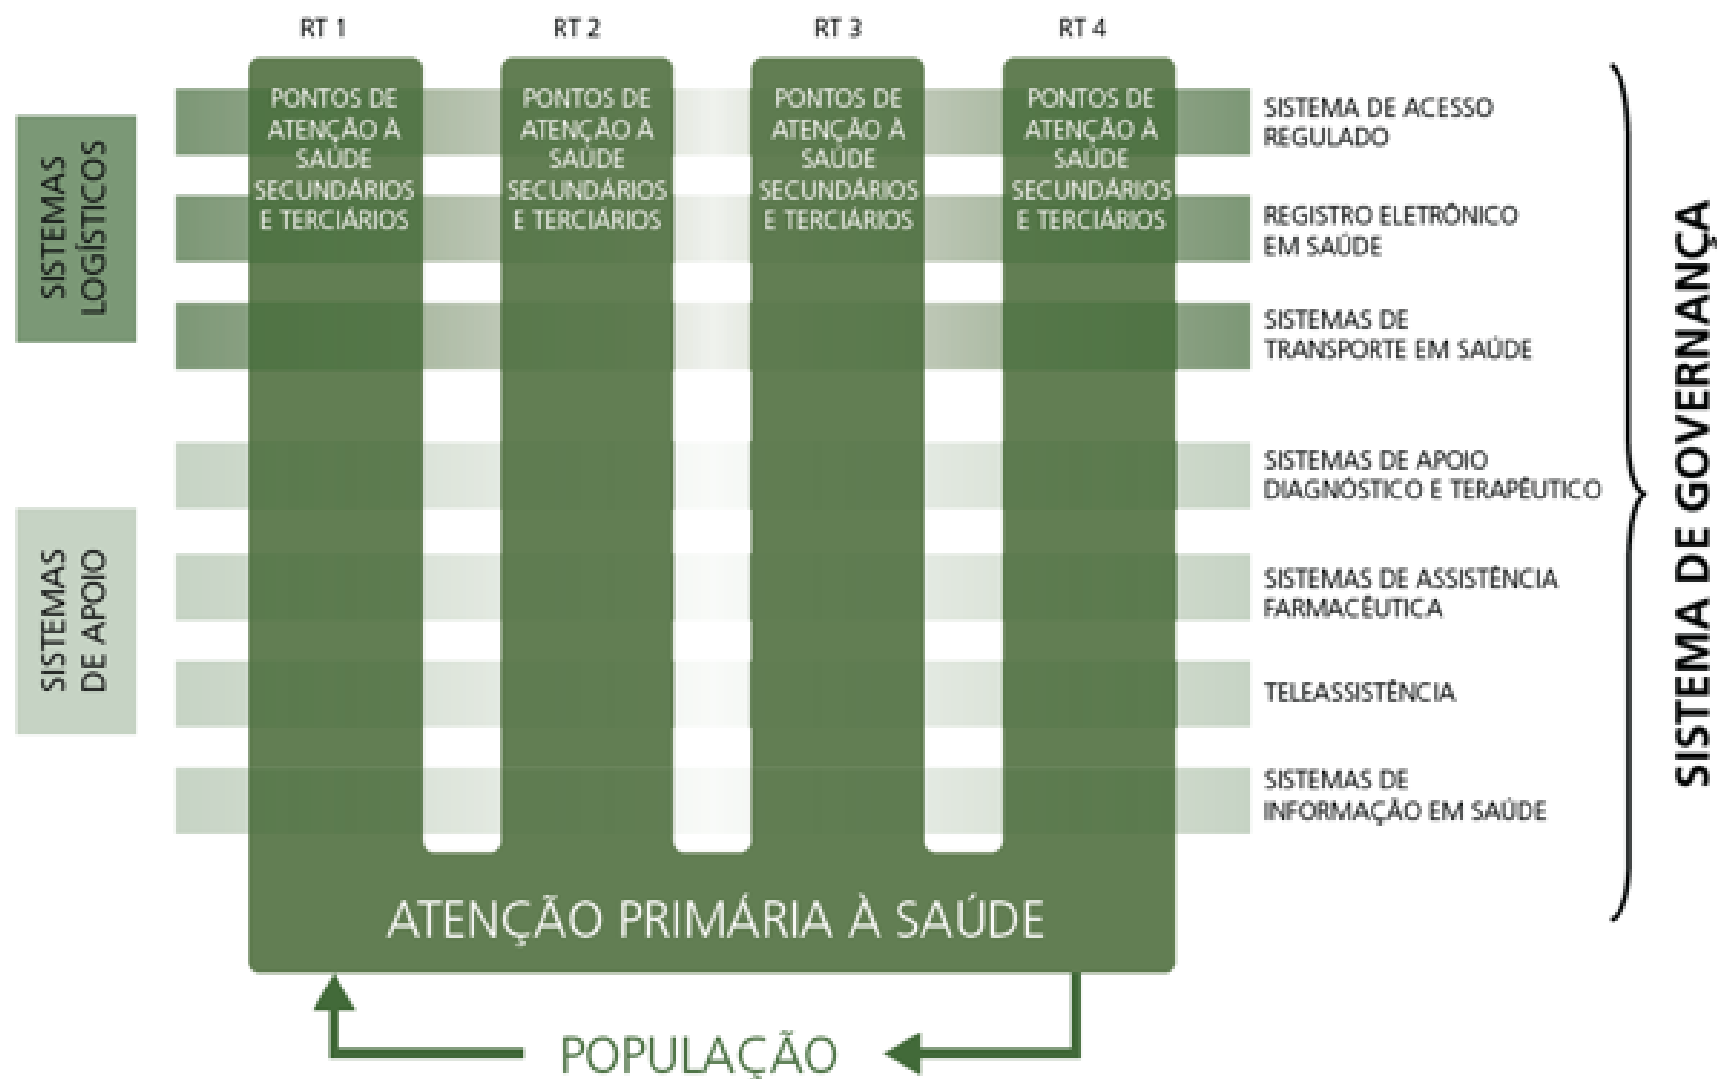 RT 1
RT 2
RT 3
RT 4
PONTOS DE
ATENÇÃO À
SAÚDE
SECUNDÁRIOS
E TERCIÁRIOS
PONTOS DE
ATENÇÃO À
SAÚDE
SECUNDÁRIOS
E TERCIÁRIOS
PONTOS DE
ATENÇÃO À
SAÚDE
SECUNDÁRIOS
E TERCIÁRIOS
PONTOS DE
ATENÇÃO À
SAÚDE
SECUNDÁRIOS
E TERCIÁRIOS
SISTEMAS
LOGÍSTICOS
SISTEMAS
DE APOIO
SISTEMA DE ACESSO
REGULADO
REGISTRO ELETRÔNICO
EM SAÚDE
SISTEMAS DE
TRANSPORTE EM SAÚDE
SISTEMAS DE APOIO
DIAGNÓSTICO E TERAPÊUTICO
SISTEMAS DE ASSISTÊNCIA
FARMACÊUTICA
TELEASSISTÊNCIA
SISTEMAS DE
INFORMAÇÃO EM SAÚDE
SISTEMA DE GOVERNANÇA
ATENÇÃO PRIMÁRIA À SAÚDE
POPULAÇÃO